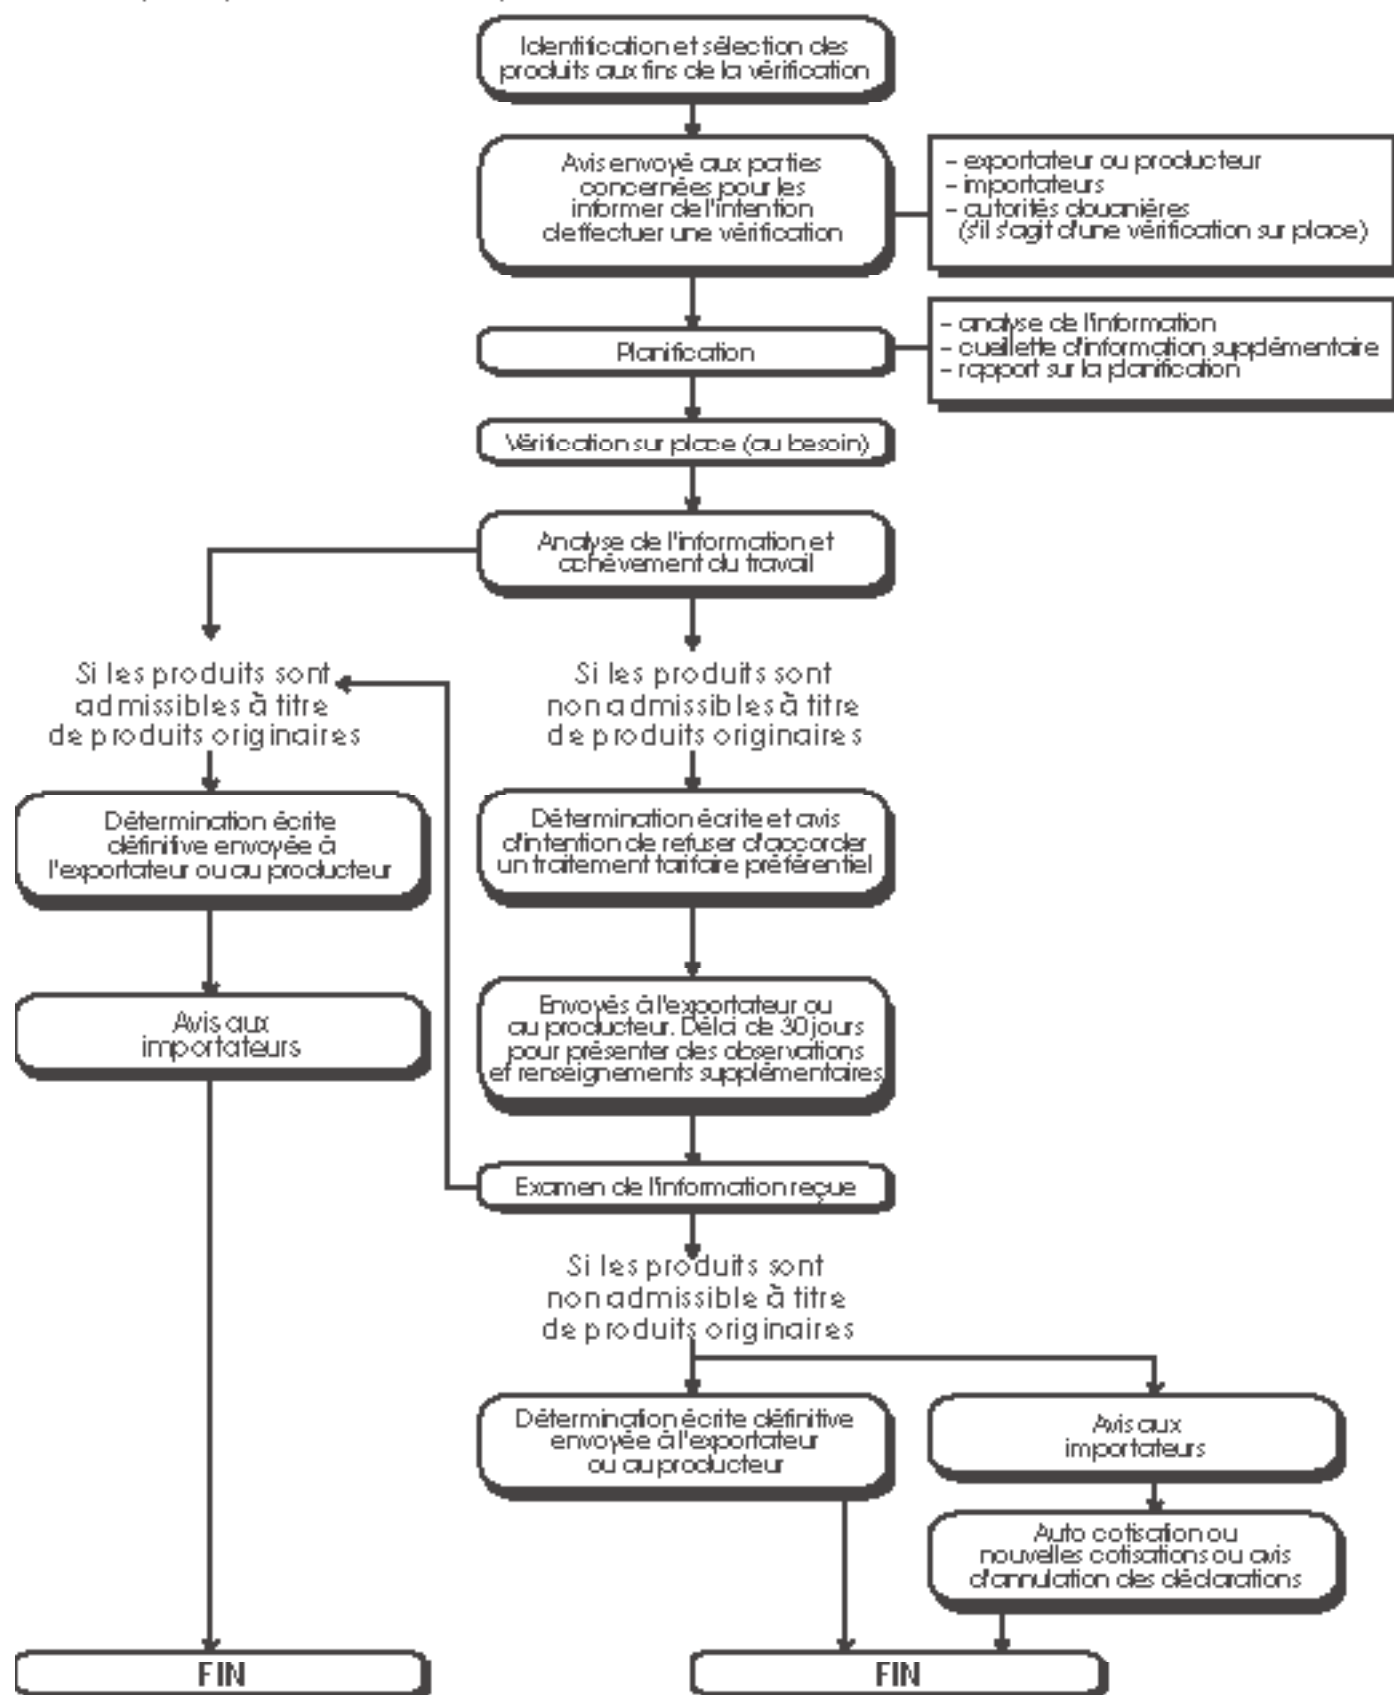 Identification et sélection des
produits aux fins de la vérification
Avis envoyé aux parties
concernées pour les
informer de l'intention
d'effectuer une vérification
– exportateur ou producteur
– importateurs
– autorités douanières
(s'il s'agit d'une vérification sur place)
Planification
– analyse de l'information
– cueillette d'information supplémentaire
– rapport sur la planification
Vérification sur place (au besoin)
Analyse de l'information et
achèvement du travail
Si les produits sont
admissibles à titre
de produits originaires
Si les produits sont
non admissibles à titre
de produits originaires
Détermination écrite
définitive envoyée à
l'exportateur ou au producteur
Détermination écrite et avis
d'intention de refuser d'accorder
un traitement tarifaire préférentiel
Avis aux
importateurs
Envoyés à l'exportateur ou
au producteur. Délai de 30 jours
pour présenter des observations
et renseignements supplémentaires
Examen de l'information reçue
Si les produits sont
non admissible à titre
de produits originaires
Détermination écrite définitive
envoyée à l'exportateur
ou au producteur
Avis aux
importateurs
Auto cotisation ou
nouvelles cotisations ou avis
d'annulation des déclarations
FIN
FIN